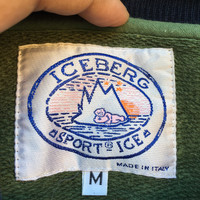 ICEBERG
SPORT ® ICE
MADE IN ITALY
M